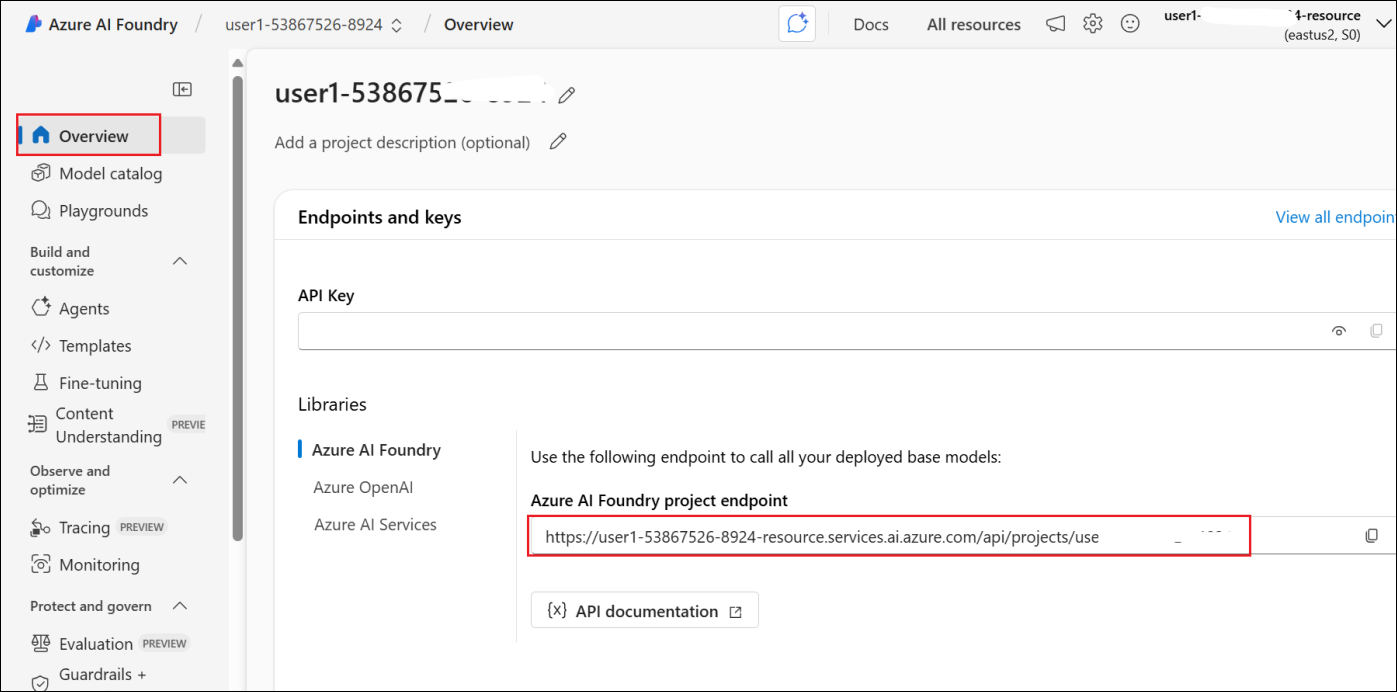 Azure AI Foundry / user1-53867526-8924 / Overview
Docs
All resources
user1- 4-resource
(eastus2, S0)
Overview
Model catalog
Playgrounds
Build and
customize
Agents
Templates
Fine-tuning
Content
Understanding
PREVIE
Observe and
optimize
Tracing PREVIEW
Monitoring
Protect and govern
Evaluation PREVIEW
Guardrails +
user1-538675
Add a project description (optional)
Endpoints and keys
View all endpoin
API Key
Libraries
Azure AI Foundry
Azure OpenAI
Azure AI Services
Use the following endpoint to call all your deployed base models:
Azure AI Foundry project endpoint
https://user1-53867526-8924-resource.services.ai.azure.com/api/projects/use
{x} API documentation